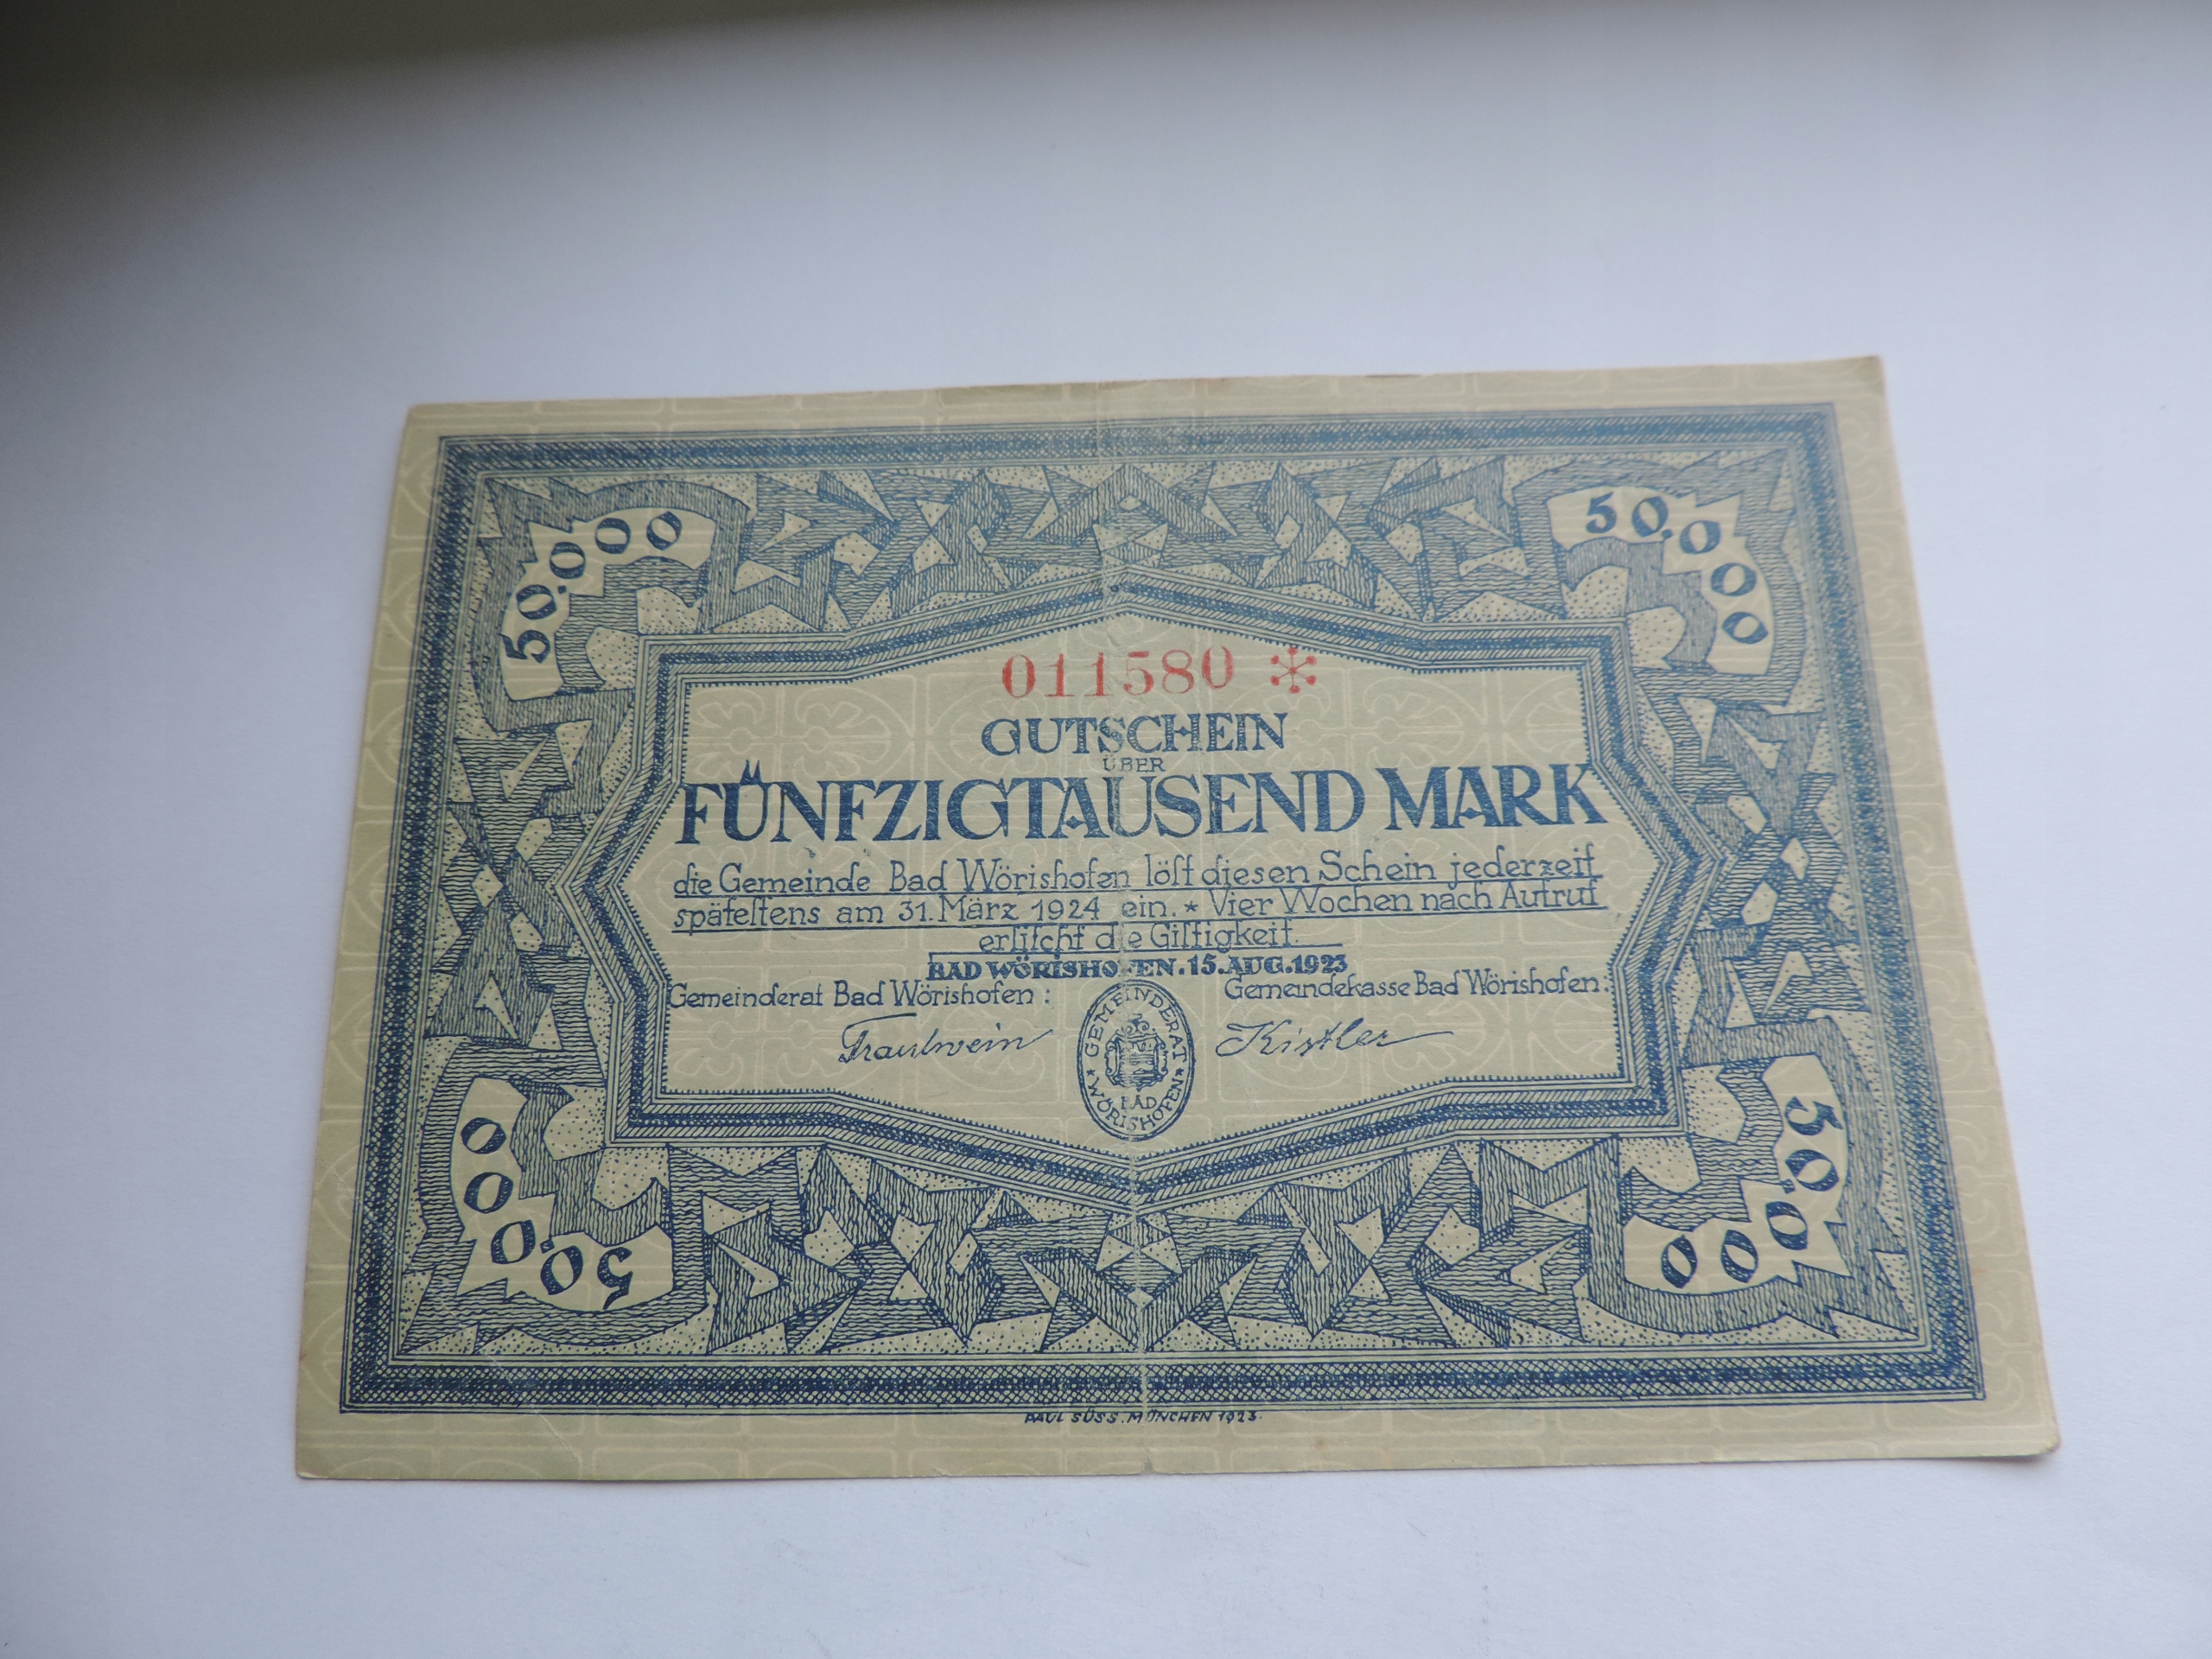 50.000
50.000
011580 *
GUTSCHEIN
ÜBER
FÜNFZIGTAUSEND MARK
die Gemeinde Bad Wörishofen löſt dieſen Schein jederzeit
ſpäteſtens am 31. März 1924 ein. * Vier Wochen nach Aufruf
erliſcht die Giltigkeit.
BAD WÖRISHOFEN. 15. AUG. 1923
Gemeinderat Bad Wörishofen :
Gemeindekasse Bad Wörishofen:
Trautwein
Kistler
* GEMEINDERAT * BAD WÖRISHOFEN
50.000
50.000
PAUL SÜSS. MÜNCHEN 1923.